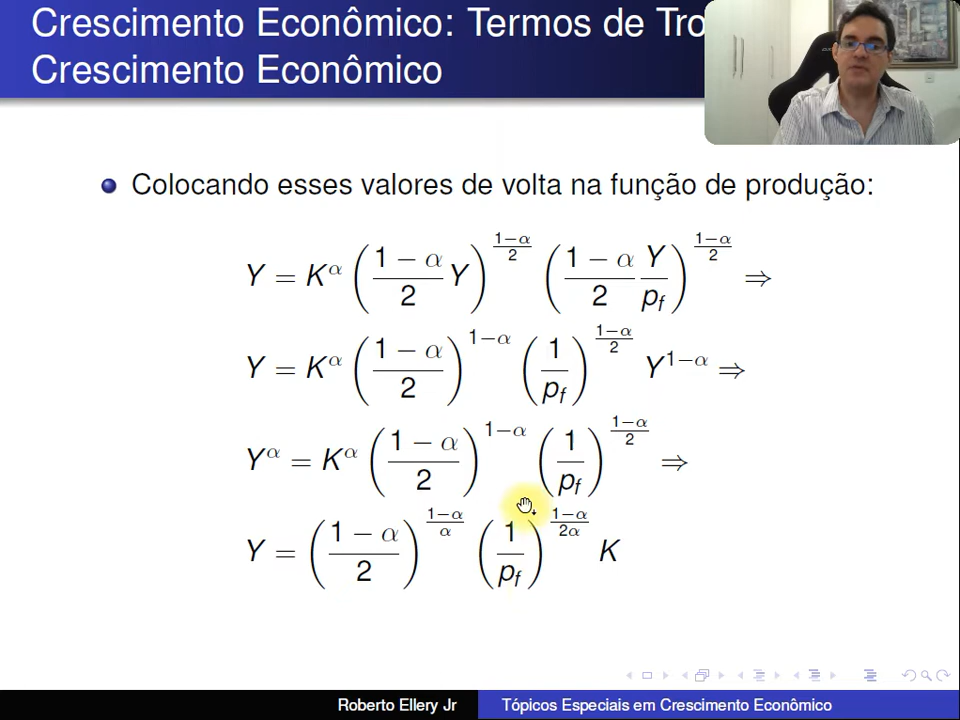 Crescimento Econômico: Termos de Tro
Crescimento Econômico
Colocando esses valores de volta na função de produção:
Y = K^α ((1 − α)/2 Y)^((1−α)/2) ((1 − α)/2 Y/p_f)^((1−α)/2) ⇒
Y = K^α ((1 − α)/2)^(1−α) (1/p_f)^((1−α)/2) Y^(1−α) ⇒
Y^α = K^α ((1 − α)/2)^(1−α) (1/p_f)^((1−α)/2) ⇒
Y = ((1 − α)/2)^((1−α)/α) (1/p_f)^((1−α)/(2α)) K
Roberto Ellery Jr Tópicos Especiais em Crescimento Econômico